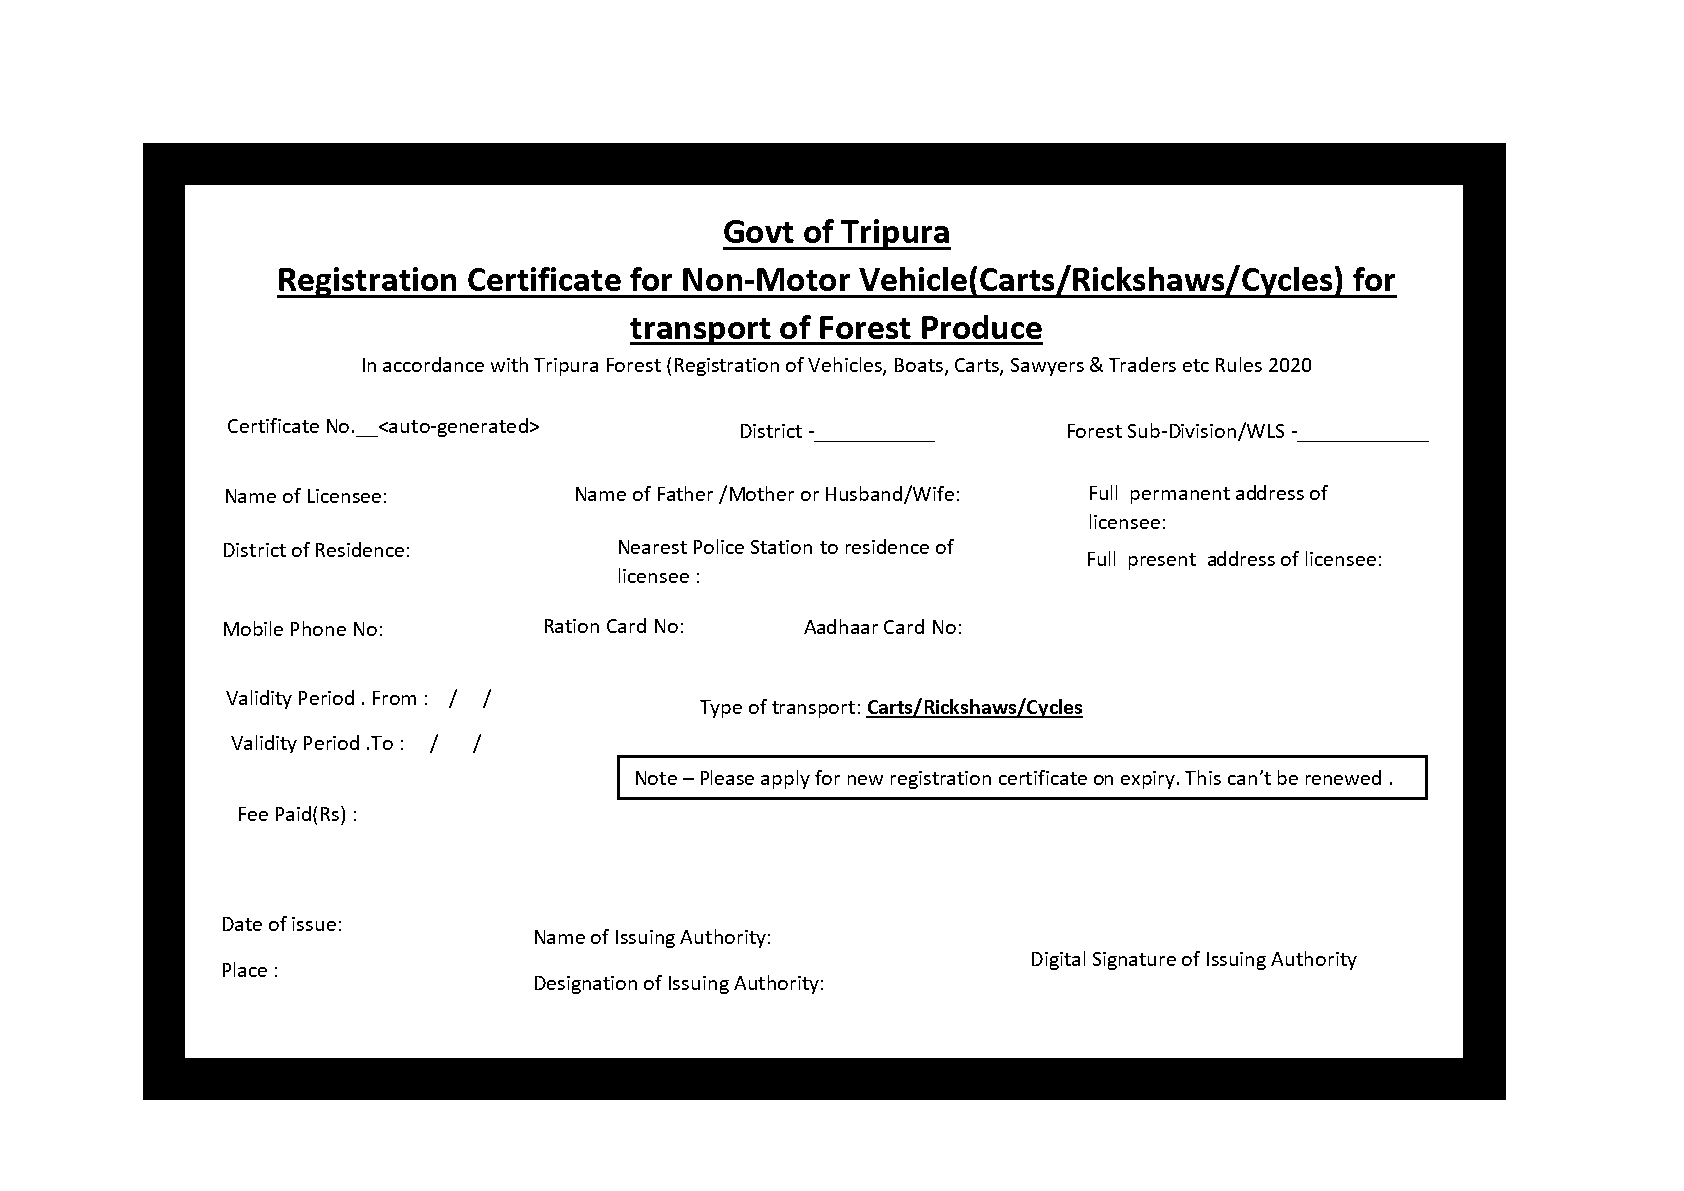 Govt of Tripura
Registration Certificate for Non-Motor Vehicle(Carts/Rickshaws/Cycles) for
transport of Forest Produce
In accordance with Tripura Forest (Registration of Vehicles, Boats, Carts, Sawyers & Traders etc Rules 2020
Certificate No.__<auto-generated>
District -___________
Forest Sub-Division/WLS -____________
Name of Licensee:
Name of Father /Mother or Husband/Wife:
Full  permanent address of
licensee:
District of Residence:
Nearest Police Station to residence of
licensee :
Full  present  address of licensee:
Mobile Phone No:
Ration Card No:
Aadhaar Card No:
Validity Period . From :    /    /
Type of transport: Carts/Rickshaws/Cycles
Validity Period .To :    /     /
Note – Please apply for new registration certificate on expiry. This can’t be renewed .
Fee Paid(Rs) :
Date of issue:
Name of Issuing Authority:
Digital Signature of Issuing Authority
Place :
Designation of Issuing Authority: